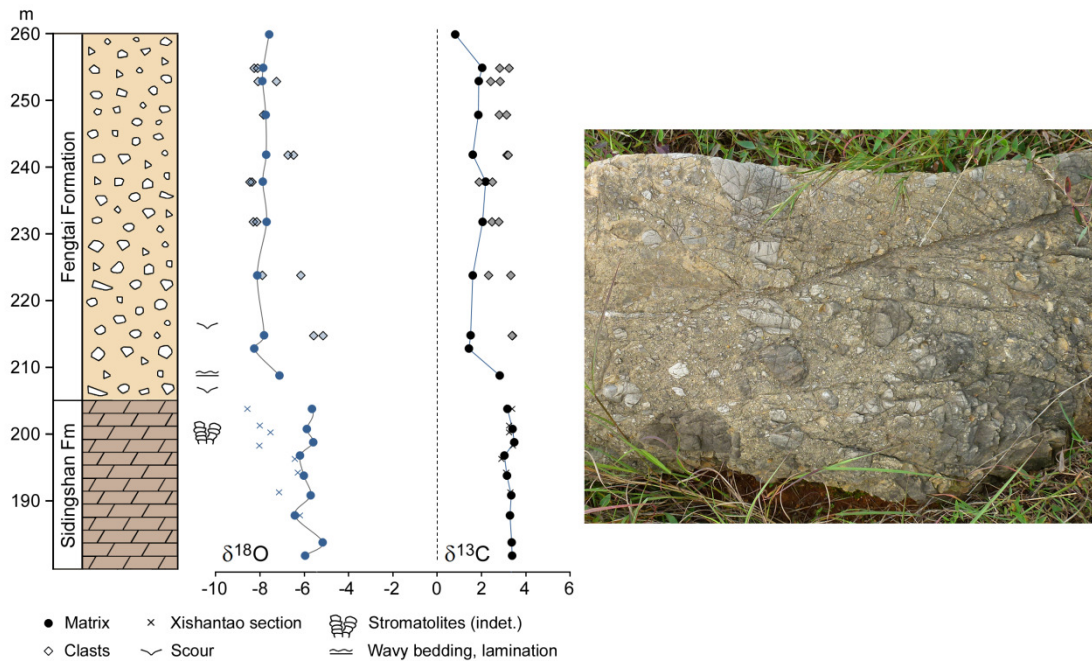 m
260
250
240
230
220
210
200
190
Fengtai Formation
Sidingshan Fm
δ18O
δ13C
-10 -8 -6 -4 -2 0 2 4 6
Matrix
Xishantao section
Stromatolites (indet.)
Clasts
Scour
Wavy bedding, lamination